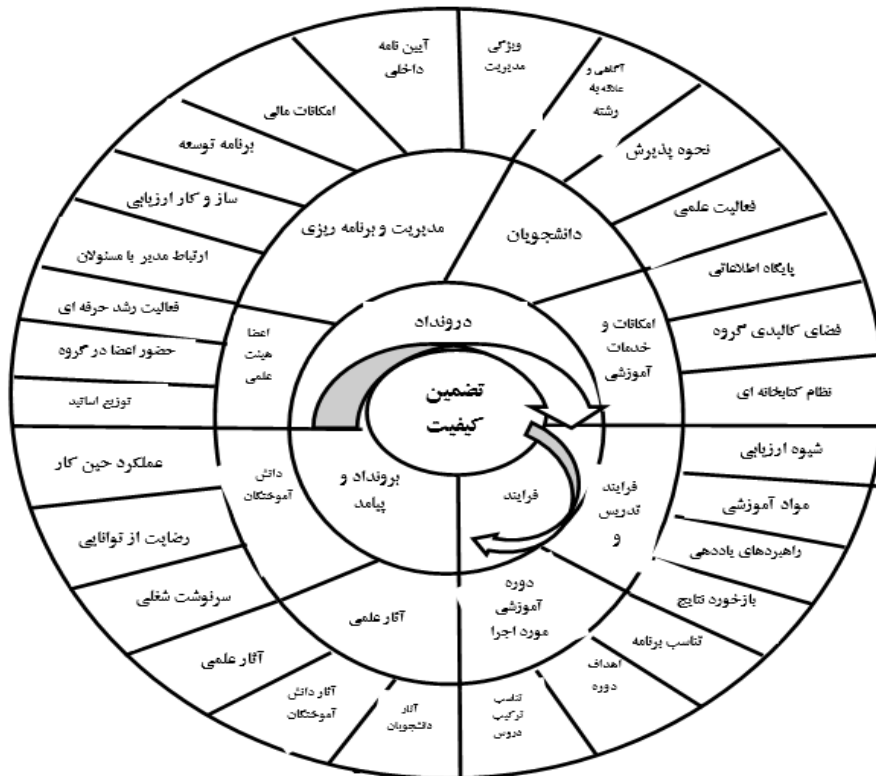 آیین نامه
داخلی
ویژگی
مدیریت
آگاهی و
علاقه به
رشته
نحوه پذیرش
فعالیت علمی
پایگاه اطلاعاتی
فضای کالبدی گروه
نظام کتابخانه ای
شیوه ارزیابی
مواد آموزشی
راهبردهای یاددهی
بازخورد نتایج
تناسب برنامه
اهداف
دوره
تناسب
ترکیب
دروس
آثار
دانشجویان
آثار دانش
آموختگان
آثار علمی
سرنوشت شغلی
رضایت از توانایی
عملکرد حین کار
توزیع اساتید
حضور اعضا در گروه
فعالیت رشد حرفه ای
ارتباط مدیر با مسئولان
ساز و کار ارزیابی
برنامه توسعه
امکانات مالی
مدیریت و برنامه ریزی
دانشجویان
امکانات و
خدمات
آموزشی
فرایند
تدریس
و
دوره
آموزشی
مورد اجرا
آثار علمی
دانش
آموختگان
اعضا
هیئت
علمی
درونداد
فرایند
برونداد و
پیامد
تضمین
کیفیت